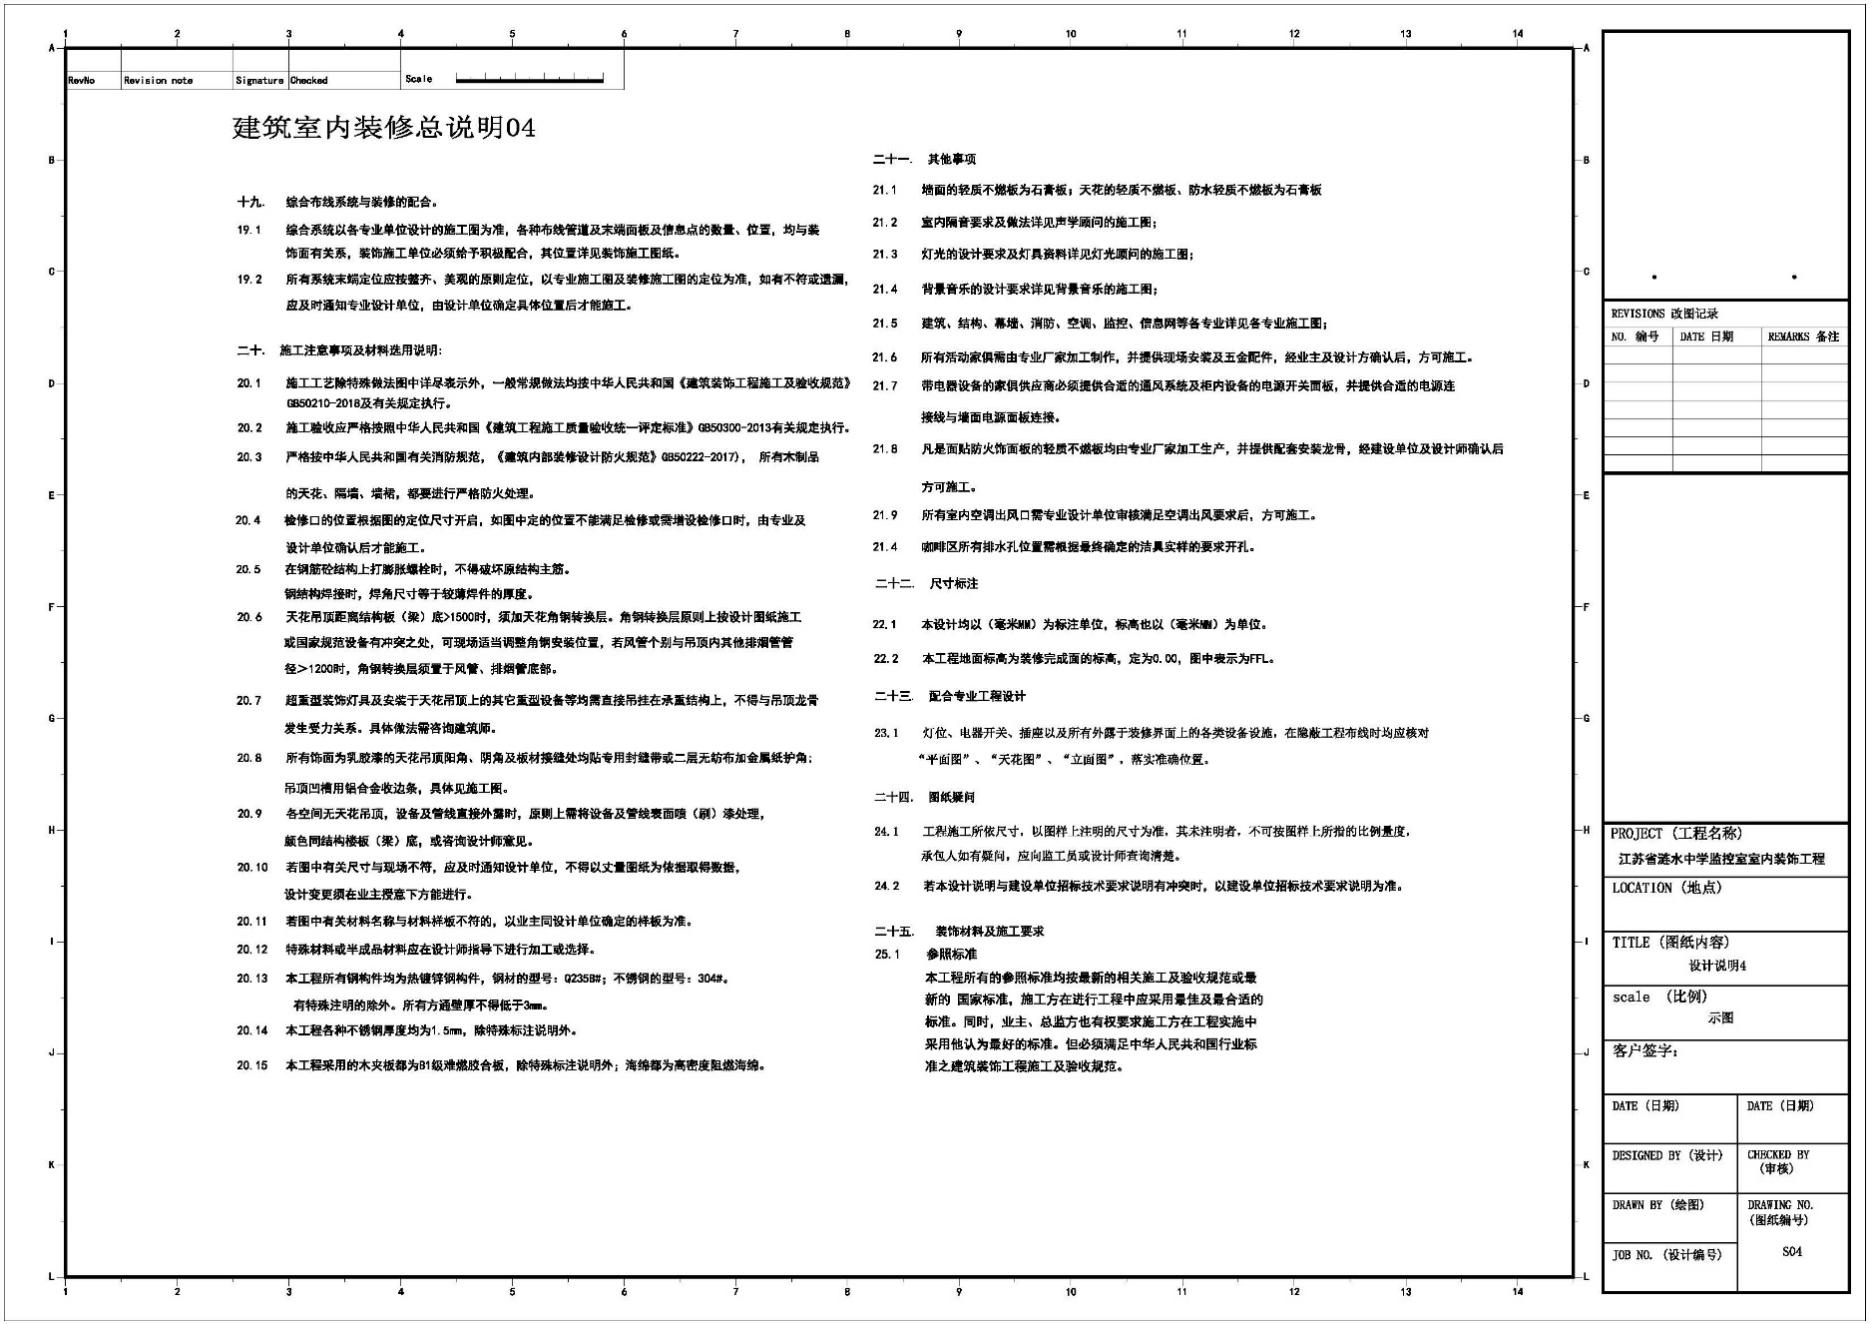 RevNo Revision note Signature Checked Scale
建筑室内装修总说明04
十九. 综合布线系统与装修的配合。
19.1 综合系统以各专业单位设计的施工图为准，各种布线管道及末端面板及信息点的数量、位置，均与装
饰面有关系，装饰施工单位必须给予积极配合，其位置详见装饰施工图纸。
19.2 所有系统末端定位应按整齐、美观的原则定位，以专业施工图及装修施工图的定位为准，如有不符或遗漏，
应及时通知专业设计单位，由设计单位确定具体位置后才能施工。
二十. 施工注意事项及材料选用说明:
20.1 施工工艺除特殊做法图中详尽表示外，一般常规做法均按中华人民共和国《建筑装饰工程施工及验收规范》
GB50210-2018及有关规定执行。
20.2 施工验收应严格按照中华人民共和国《建筑工程施工质量验收统一评定标准》GB50300-2013有关规定执行。
20.3 严格按中华人民共和国有关消防规范，《建筑内部装修设计防火规范》GB50222-2017)， 所有木制品
的天花、隔墙、墙裙，都要进行严格防火处理。
20.4 检修口的位置根据图的定位尺寸开启，如图中定的位置不能满足检修或需增设检修口时，由专业及
设计单位确认后才能施工。
20.5 在钢筋砼结构上打膨胀螺栓时，不得破坏原结构主筋。
钢结构焊接时，焊角尺寸等于较薄焊件的厚度。
20.6 天花吊顶距离结构板（梁）底>1500时，须加天花角钢转换层。角钢转换层原则上按设计图纸施工
或国家规范设备有冲突之处，可现场适当调整角钢安装位置，若风管个别与吊顶内其他排烟管管
径＞1200时，角钢转换层须置于风管、排烟管底部。
20.7 超重型装饰灯具及安装于天花吊顶上的其它重型设备等均需直接吊挂在承重结构上，不得与吊顶龙骨
发生受力关系。具体做法需咨询建筑师。
20.8 所有饰面为乳胶漆的天花吊顶阳角、阴角及板材接缝处均贴专用封缝带或二层无纺布加金属纸护角；
吊顶凹槽用铝合金收边条，具体见施工图。
20.9 各空间无天花吊顶，设备及管线直接外露时，原则上需将设备及管线表面喷（刷）漆处理，
颜色同结构楼板（梁）底，或咨询设计师意见。
20.10 若图中有关尺寸与现场不符，应及时通知设计单位，不得以丈量图纸为依据取得数据，
设计变更须在业主授意下方能进行。
20.11 若图中有关材料名称与材料样板不符的，以业主同设计单位确定的样板为准。
20.12 特殊材料或半成品材料应在设计师指导下进行加工或选择。
20.13 本工程所有钢构件均为热镀锌钢构件，钢材的型号：Q235B#；不锈钢的型号：304#。
有特殊注明的除外。所有方通壁厚不得低于3mm。
20.14 本工程各种不锈钢厚度均为1.5mm，除特殊标注说明外。
20.15 本工程采用的木夹板都为B1级难燃胶合板，除特殊标注说明外；海绵都为高密度阻燃海绵。
二十一. 其他事项
21.1 墙面的轻质不燃板为石膏板；天花的轻质不燃板、防水轻质不燃板为石膏板
21.2 室内隔音要求及做法详见声学顾问的施工图；
21.3 灯光的设计要求及灯具资料详见灯光顾问的施工图；
21.4 背景音乐的设计要求详见背景音乐的施工图；
21.5 建筑、结构、幕墙、消防、空调、监控、信息网等各专业详见各专业施工图；
21.6 所有活动家俱需由专业厂家加工制作，并提供现场安装及五金配件，经业主及设计方确认后，方可施工。
21.7 带电器设备的家俱供应商必须提供合适的通风系统及柜内设备的电源开关面板，并提供合适的电源连
接线与墙面电源面板连接。
21.8 凡是面贴防火饰面板的轻质不燃板均由专业厂家加工生产，并提供配套安装龙骨，经建设单位及设计师确认后
方可施工。
21.9 所有室内空调出风口需专业设计单位审核满足空调出风要求后，方可施工。
21.4 咖啡区所有排水孔位置需根据最终确定的洁具实样的要求开孔。
二十二. 尺寸标注
22.1 本设计均以（毫米MM）为标注单位，标高也以（毫米MM）为单位。
22.2 本工程地面标高为装修完成面的标高，定为0.00，图中表示为FFL。
二十三. 配合专业工程设计
23.1 灯位、电器开关、插座以及所有外露于装修界面上的各类设备设施，在隐蔽工程布线时均应核对
“平面图”、“天花图”、“立面图”，落实准确位置。
二十四. 图纸疑问
24.1 工程施工所依尺寸，以图样上注明的尺寸为准，其未注明者，不可按图样上所指的比例量度，
承包人如有疑问，应向监工员或设计师查询清楚。
24.2 若本设计说明与建设单位招标技术要求说明有冲突时，以建设单位招标技术要求说明为准。
二十五. 装饰材料及施工要求
25.1 参照标准
本工程所有的参照标准均按最新的相关施工及验收规范或最
新的 国家标准，施工方在进行工程中应采用最佳及最合适的
标准。同时，业主、总监方也有权要求施工方在工程实施中
采用他认为最好的标准。但必须满足中华人民共和国行业标
准之建筑装饰工程施工及验收规范。
REVISIONS 改图记录
NO. 编号 DATE 日期 REMARKS 备注
PROJECT (工程名称)
江苏省涟水中学监控室室内装饰工程
LOCATION (地点)
TITLE (图纸内容)
设计说明4
scale (比例)
示图
客户签字：
DATE (日期) DATE (日期)
DESIGNED BY (设计) CHECKED BY
(审核)
DRAWN BY (绘图) DRAWING NO.
(图纸编号)
JOB NO. (设计编号) S04
1 2 3 4 5 6 7 8 9 10 11 12 13 14
A B C D E F G H I J K L
A B C D E F G H I J K L
1 2 3 4 5 6 7 8 9 10 11 12 13 14